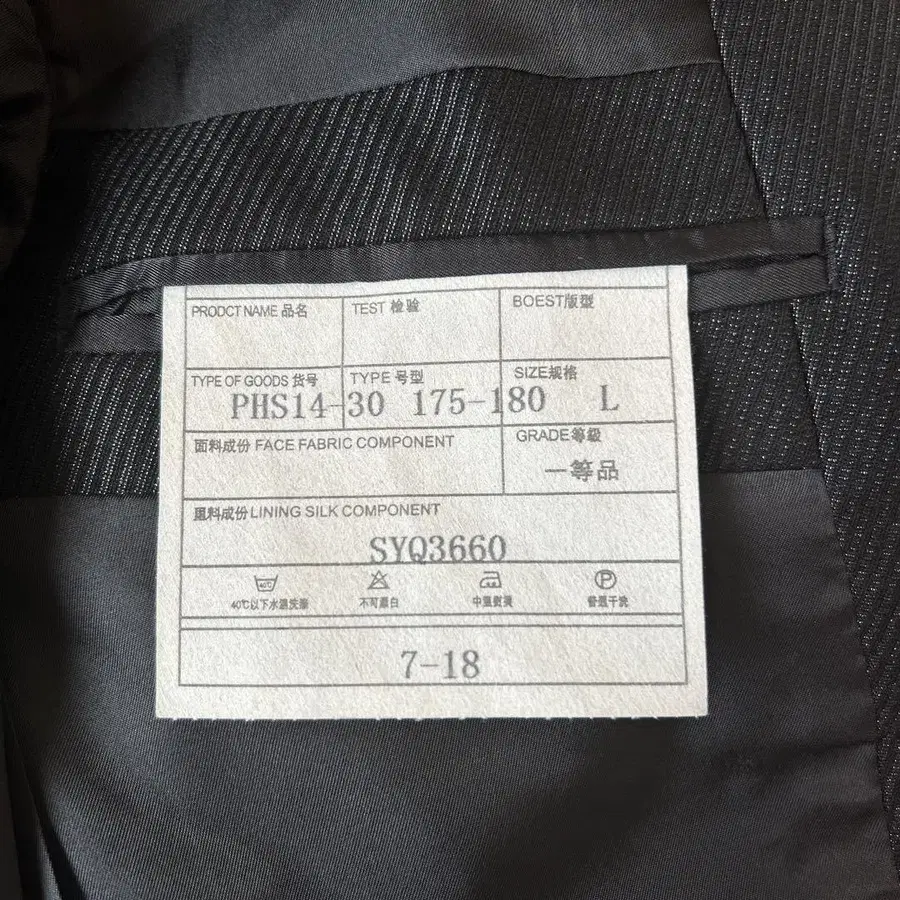 PRODCT NAME 品名 TEST 检验 BOEST版型
TYPE OF GOODS 货号 TYPE 号型 SIZE规格
PHS14-30 175-180 L
面料成份 FACE FABRIC COMPONENT GRADE等级
一等品
里料成份 LINING SILK COMPONENT
SYQ3660
40℃
P
40℃以下水温洗涤 不可漂白 中温熨烫 普通干洗
7-18